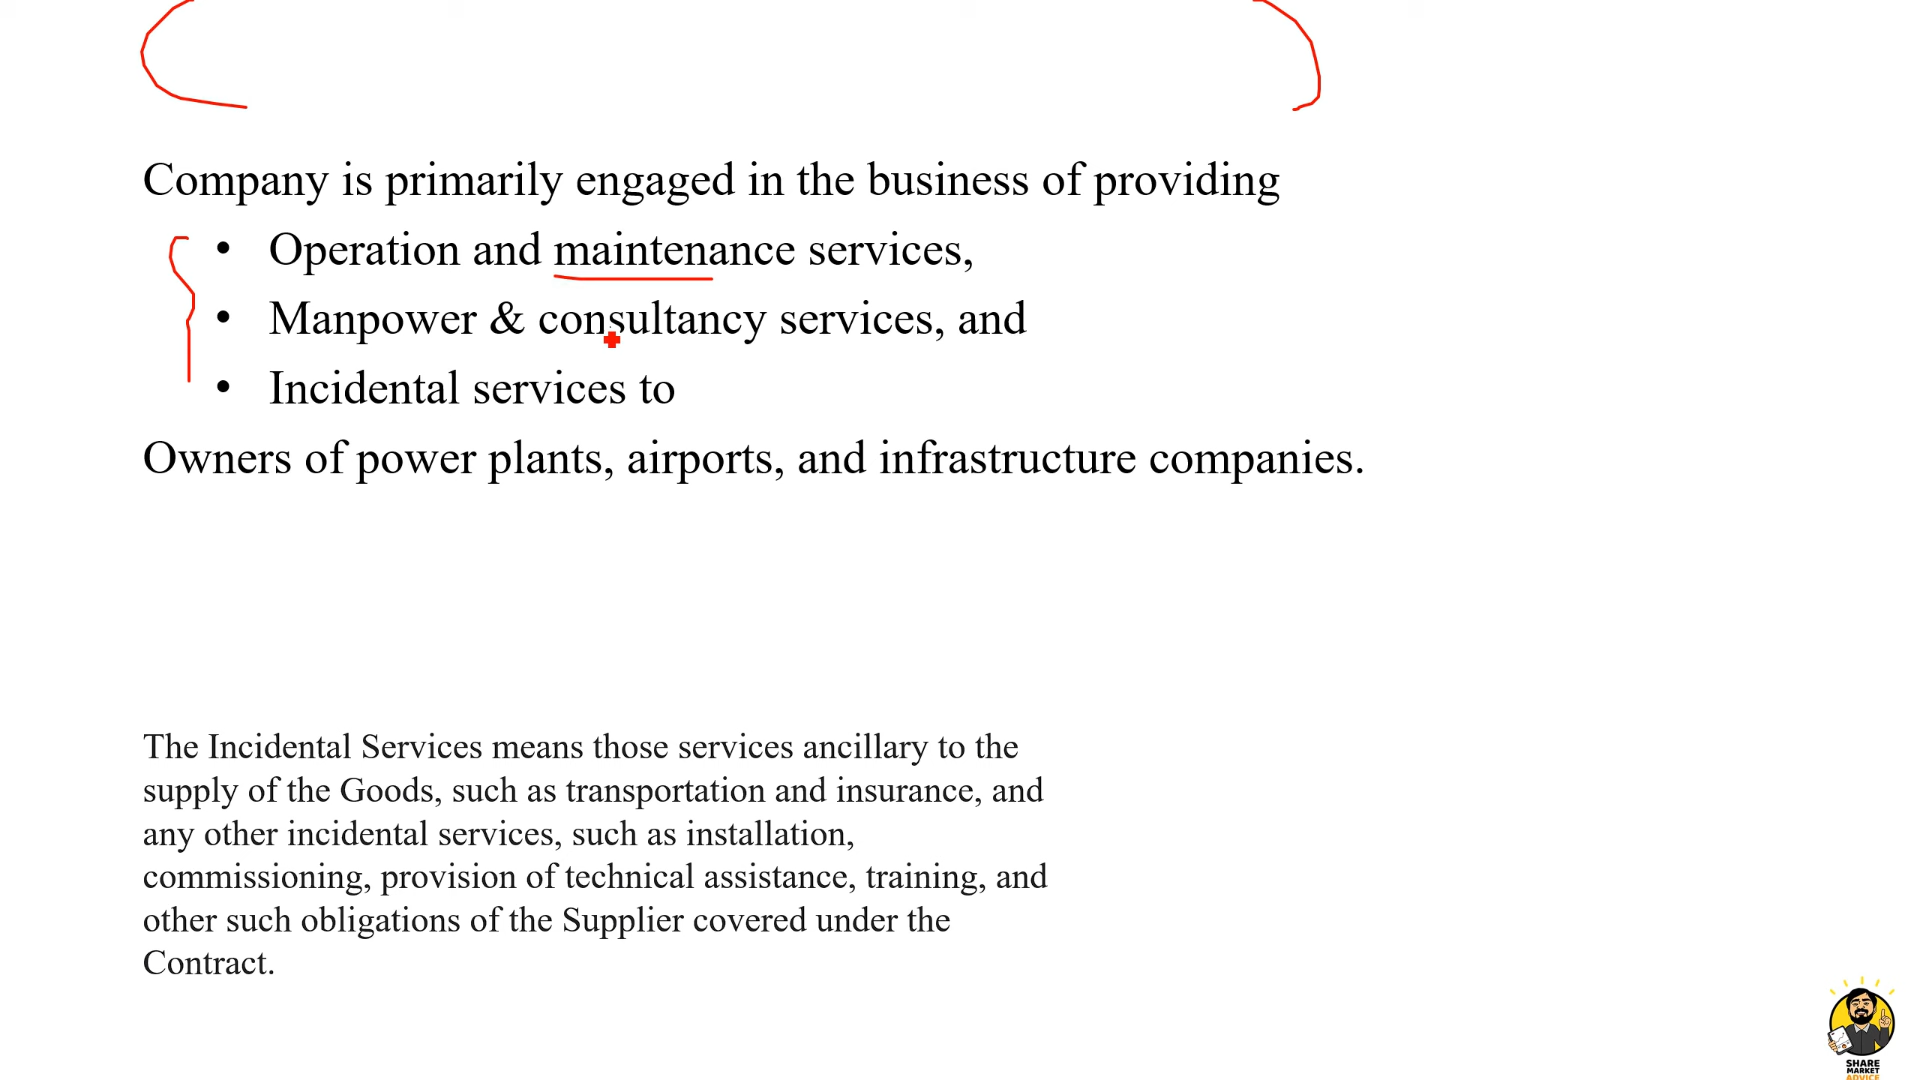 Company is primarily engaged in the business of providing
• Operation and maintenance services,
• Manpower & consultancy services, and
• Incidental services to
Owners of power plants, airports, and infrastructure companies.
The Incidental Services means those services ancillary to the
supply of the Goods, such as transportation and insurance, and
any other incidental services, such as installation,
commissioning, provision of technical assistance, training, and
other such obligations of the Supplier covered under the
Contract.
SHARE
MARKET
ADVICE